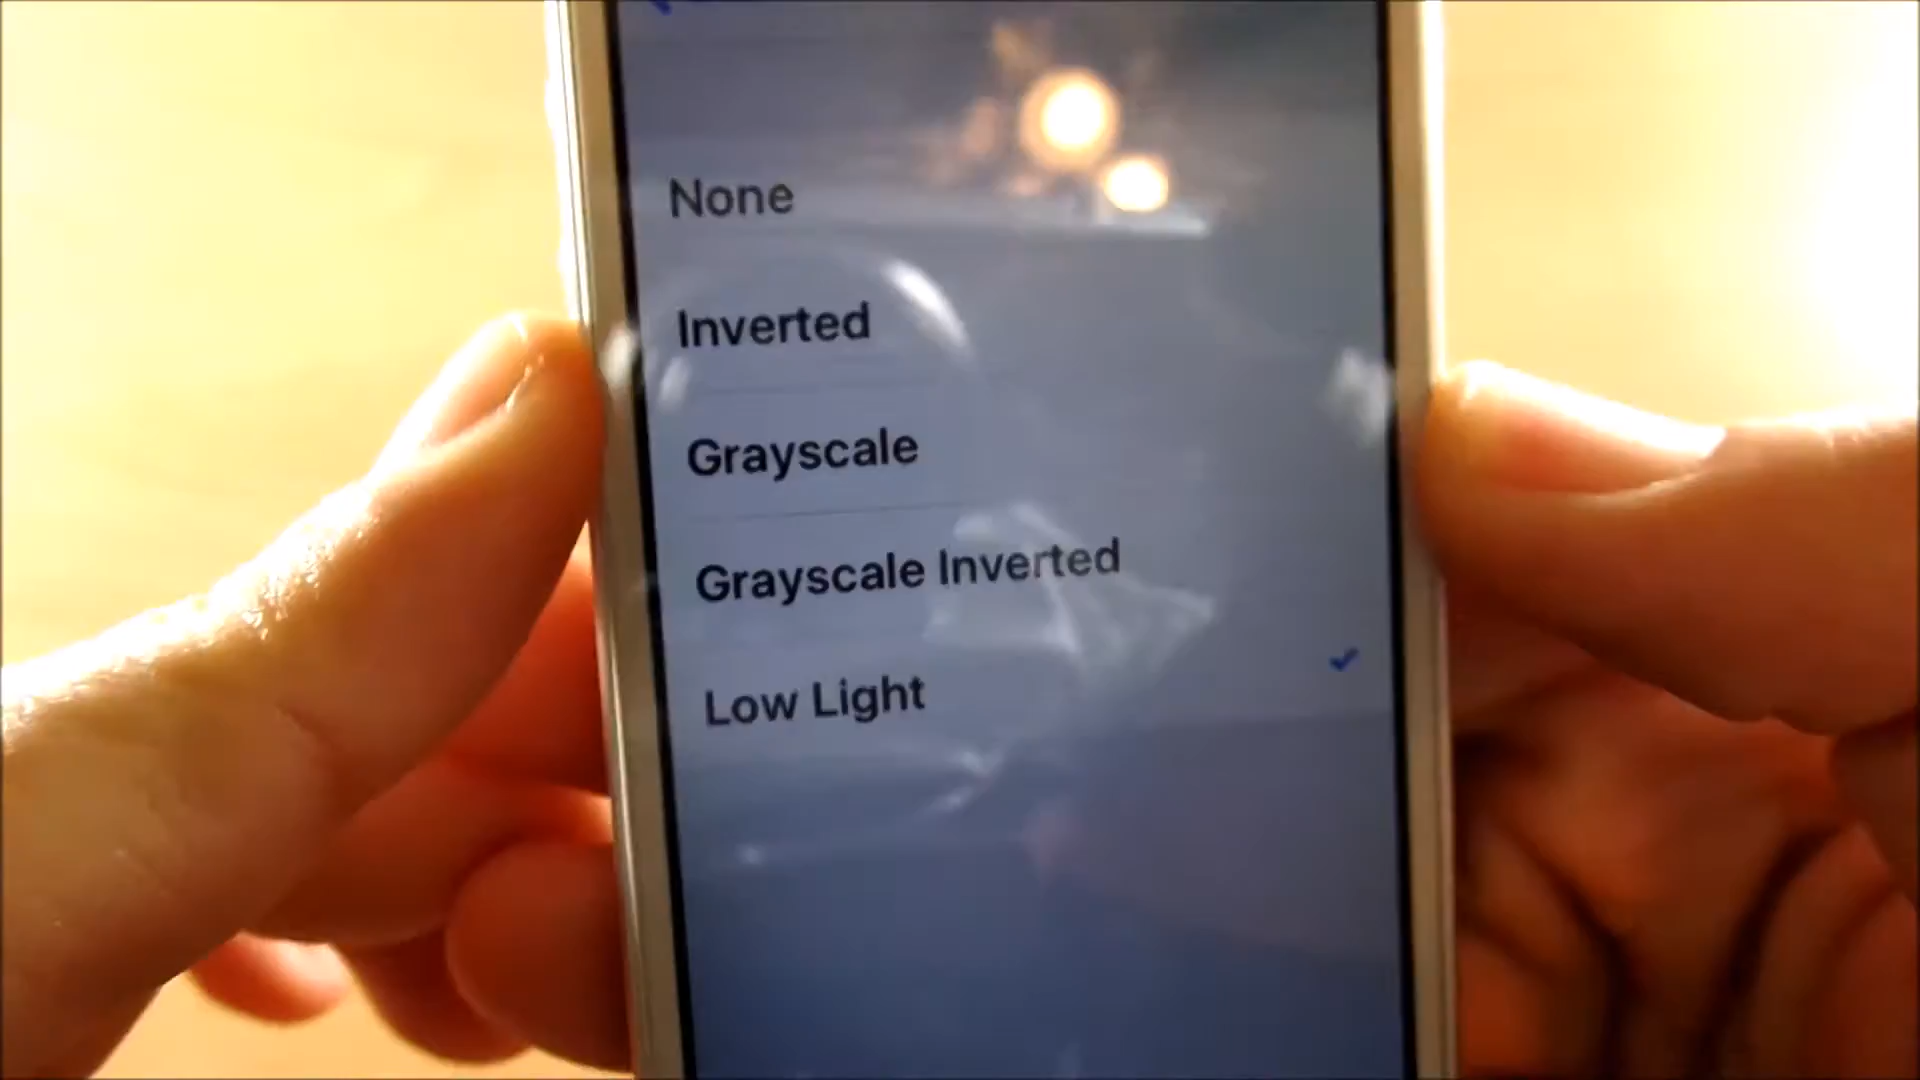 None
Inverted
Grayscale
Grayscale Inverted
Low Light